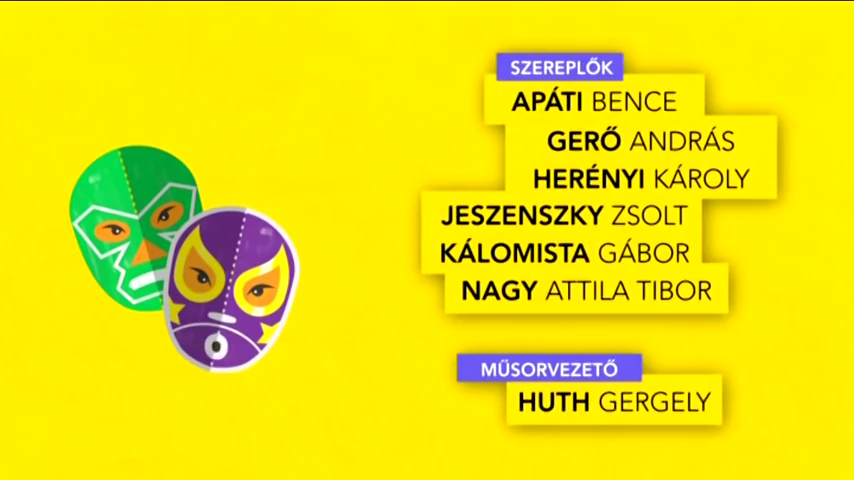 SZEREPLŐK
APÁTI BENCE
GERŐ ANDRÁS
HERÉNYI KÁROLY
JESZENSZKY ZSOLT
KÁLOMISTA GÁBOR
NAGY ATTILA TIBOR
MŰSORVEZETŐ
HUTH GERGELY